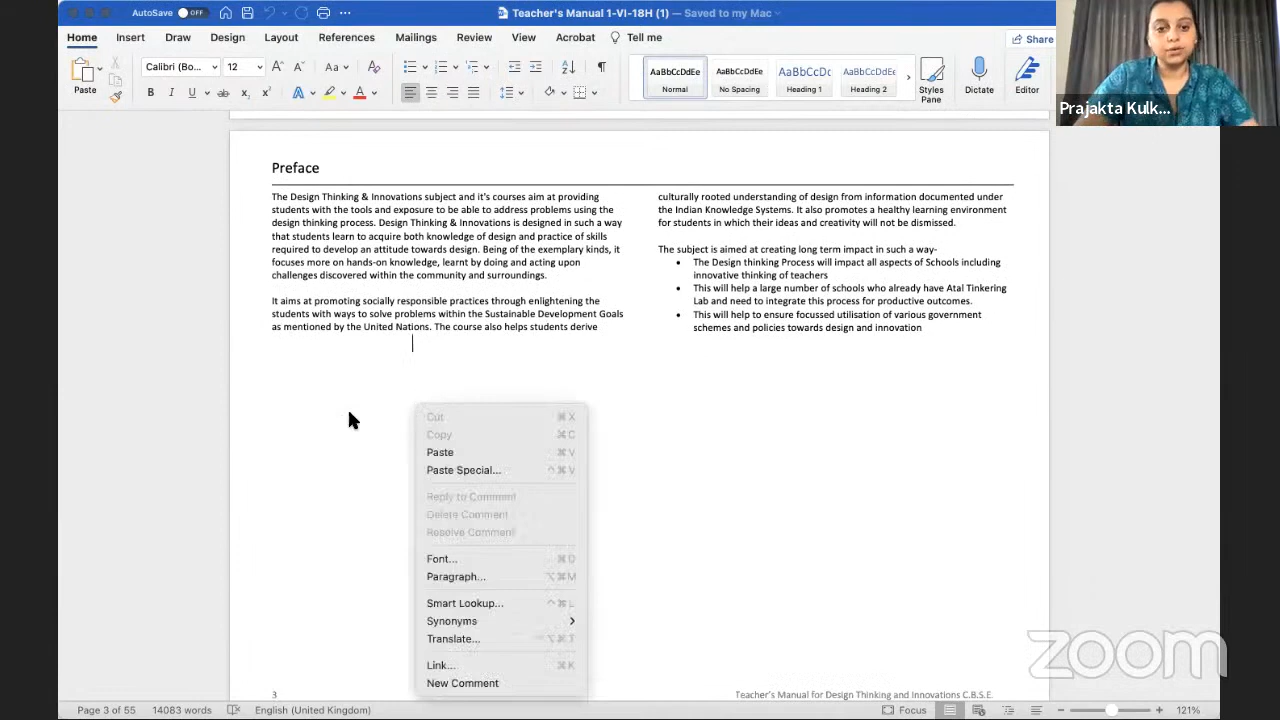 AutoSave OFF
Teacher's Manual 1-VI-18H (1) — Saved to my Mac
Home Insert Draw Design Layout References Mailings Review View Acrobat Tell me Share
Paste
Calibri (Bo... 12
Aa
AaBbCcDdEe AaBbCcDdEe AaBbCcDc AaBbCcDdEe
Normal No Spacing Heading 1 Heading 2
Styles Pane
Dictate
Editor
Prajakta Kulk...
Preface
The Design Thinking & Innovations subject and it's courses aim at providing
students with the tools and exposure to be able to address problems using the
design thinking process. Design Thinking & Innovations is designed in such a way
that students learn to acquire both knowledge of design and practice of skills
required to develop an attitude towards design. Being of the exemplary kinds, it
focuses more on hands-on knowledge, learnt by doing and acting upon
challenges discovered within the community and surroundings.
It aims at promoting socially responsible practices through enlightening the
students with ways to solve problems within the Sustainable Development Goals
as mentioned by the United Nations. The course also helps students derive
culturally rooted understanding of design from information documented under
the Indian Knowledge Systems. It also promotes a healthy learning environment
for students in which their ideas and creativity will not be dismissed.
The subject is aimed at creating long term impact in such a way-
• The Design thinking Process will impact all aspects of Schools including
innovative thinking of teachers
• This will help a large number of schools who already have Atal Tinkering
Lab and need to integrate this process for productive outcomes.
• This will help to ensure focussed utilisation of various government
schemes and policies towards design and innovation
Cut ⌘X
Copy ⌘C
Paste ⌘V
Paste Special... ^⌘V
Reply to Comment
Delete Comment
Resolve Comment
Font... ⌘D
Paragraph... ⌥⌘M
Smart Lookup... ^⌘L
Synonyms
Translate... ⌥⌘T
Link... ⌘K
New Comment
zoom
3
Teacher's Manual for Design Thinking and Innovations C.B.S.E.
Page 3 of 55 14083 words English (United Kingdom) Focus 121%